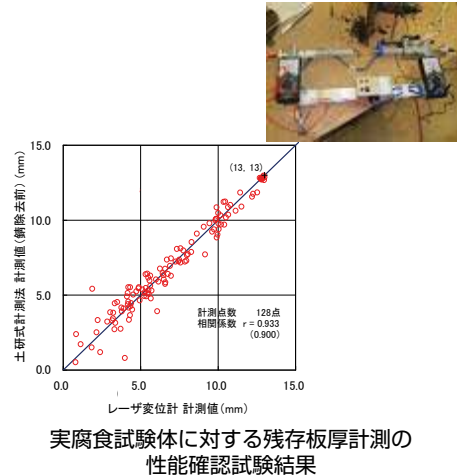 15.0
(13, 13)
10.0
5.0
0.0
土研式計測法 計測値(錆除去前)(mm)
計測点数 128点
相関係数 r = 0.933
(0.900)
0.0 5.0 10.0 15.0
レーザ変位計 計測値(mm)
実腐食試験体に対する残存板厚計測の
性能確認試験結果